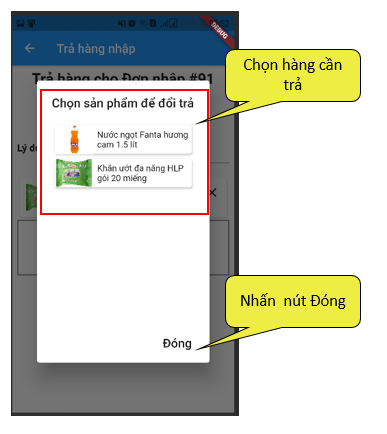 DEBUG
Trả hàng nhập
Trả hàng cho Đơn nhập #91
Chọn hàng cần
trả
Chọn sản phẩm để đổi trả
Nước ngọt Fanta hương
cam 1.5 lít
Lý do
Khăn ướt đa năng HLP
gói 20 miếng
Nhấn nút Đóng
Đóng